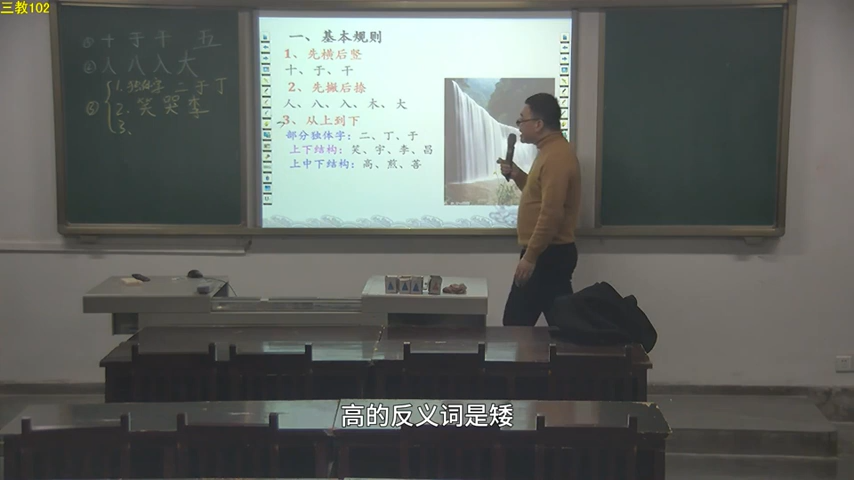 三教102
① 十 于 干 五
② 人 八 入 大
③ 1.独体字 二 于 丁
2. 笑 哭 李
3、
一、基本规则
1、先横后竖
十、于、干
2、先撇后捺
人、八、入、木、大
3、从上到下
部分独体字：二、丁、于
上下结构：笑、字、李、昌
上中下结构：高、煎、
高的反义词是矮